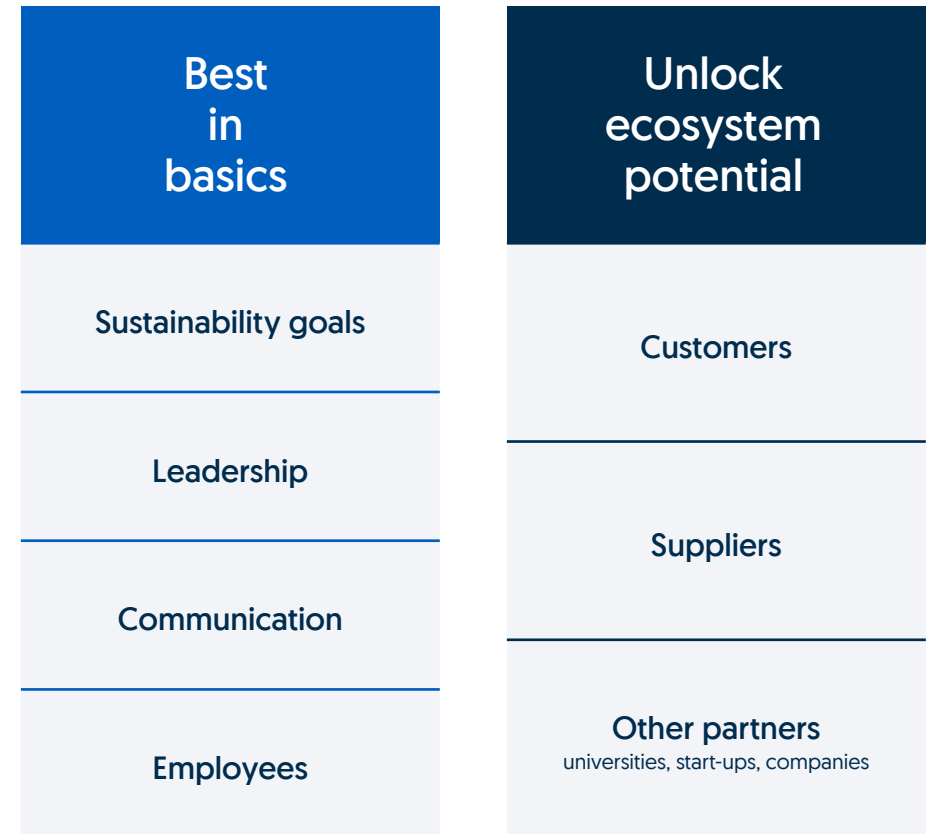 Best
in
basics
Sustainability goals
Leadership
Communication
Employees
Unlock
ecosystem
potential
Customers
Suppliers
Other partners
universities, start-ups, companies